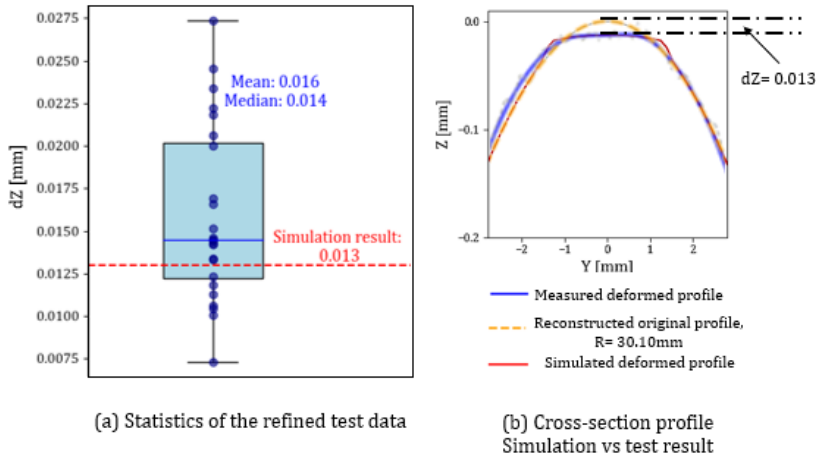 (a)
0.0275
0.0250
0.0225
0.0200
0.0175
0.0150
0.0125
0.0100
0.0075
dZ [mm]
Mean: 0.016
Median: 0.014
Simulation result:
0.013
(a) Statistics of the refined test data
(b)
0.0
−0.1
−0.2
Z [mm]
−2
−1
0
1
2
Y [mm]
dZ= 0.013
Measured deformed profile
Reconstructed original profile,
R= 30.10mm
Simulated deformed profile
(b) Cross-section profile
Simulation vs test result